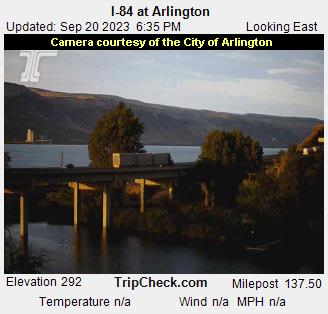 I-84 at Arlington
Updated: Sep 20 2023 6:35 PM Looking East
Camera courtesy of the City of Arlington
Elevation 292 TripCheck.com Milepost 137.50
Temperature n/a Wind n/a MPH n/a